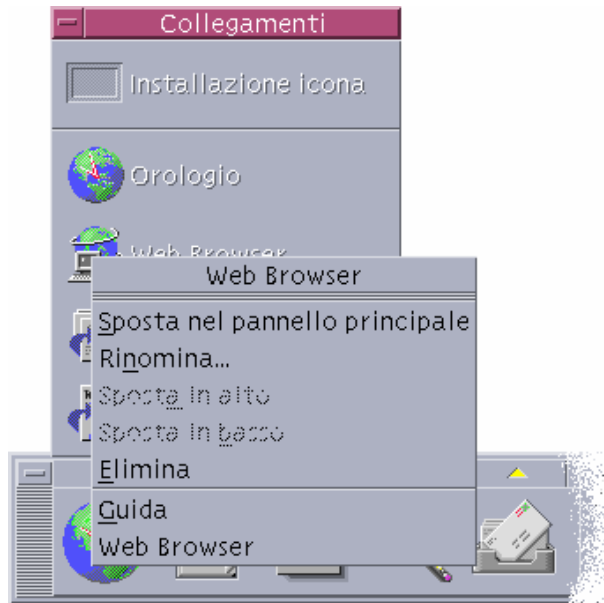 Collegamenti
Installazione icona
Orologio
Web Browser
Web Browser
Sposta nel pannello principale
Rinomina...
Sposta in alto
Sposta in basso
Elimina
Guida
Web Browser